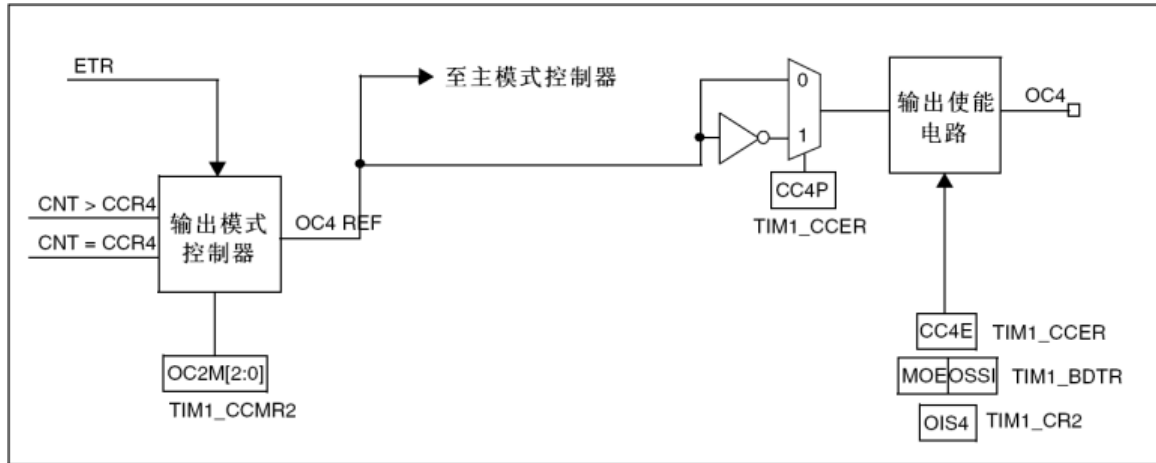 ETR
至主模式控制器
0
1
输出使能
电路
OC4
CNT > CCR4
CNT = CCR4
输出模式
控制器
OC4 REF
CC4P
TIM1_CCER
OC2M[2:0]
TIM1_CCMR2
CC4E TIM1_CCER
MOE OSSI TIM1_BDTR
OIS4 TIM1_CR2